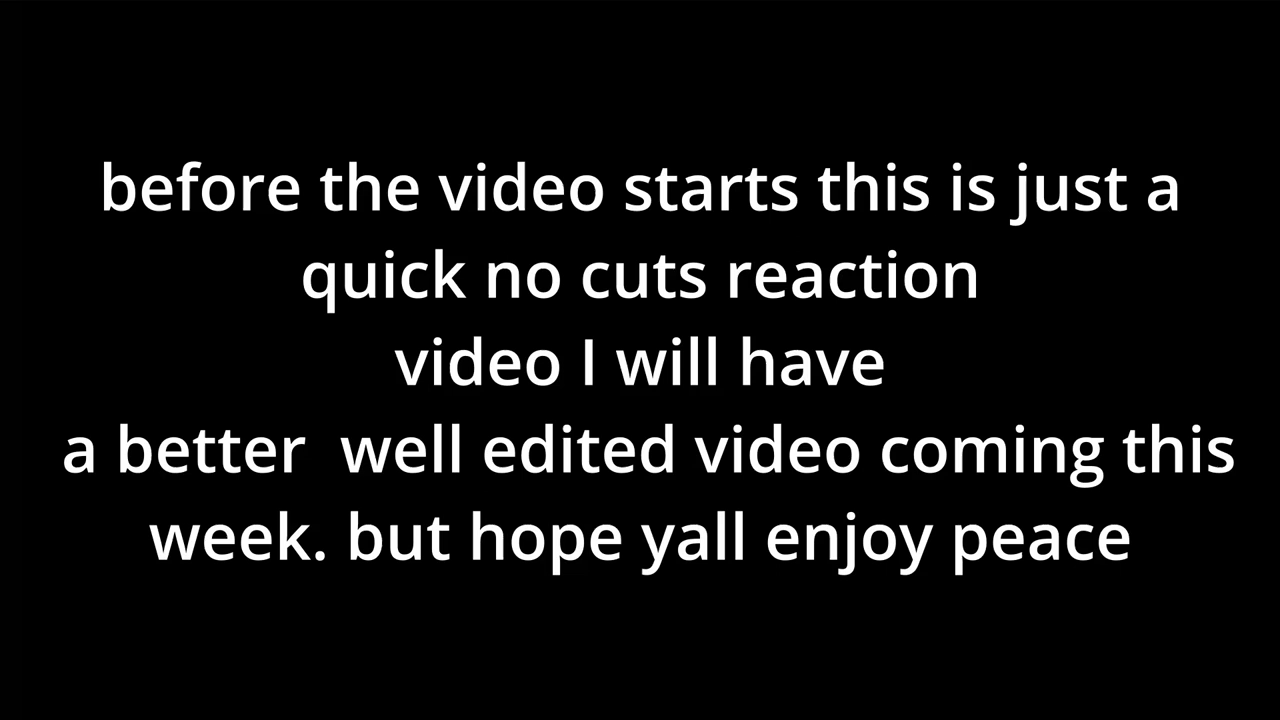 before the video starts this is just a
quick no cuts reaction
video I will have
a better  well edited video coming this
week. but hope yall enjoy peace